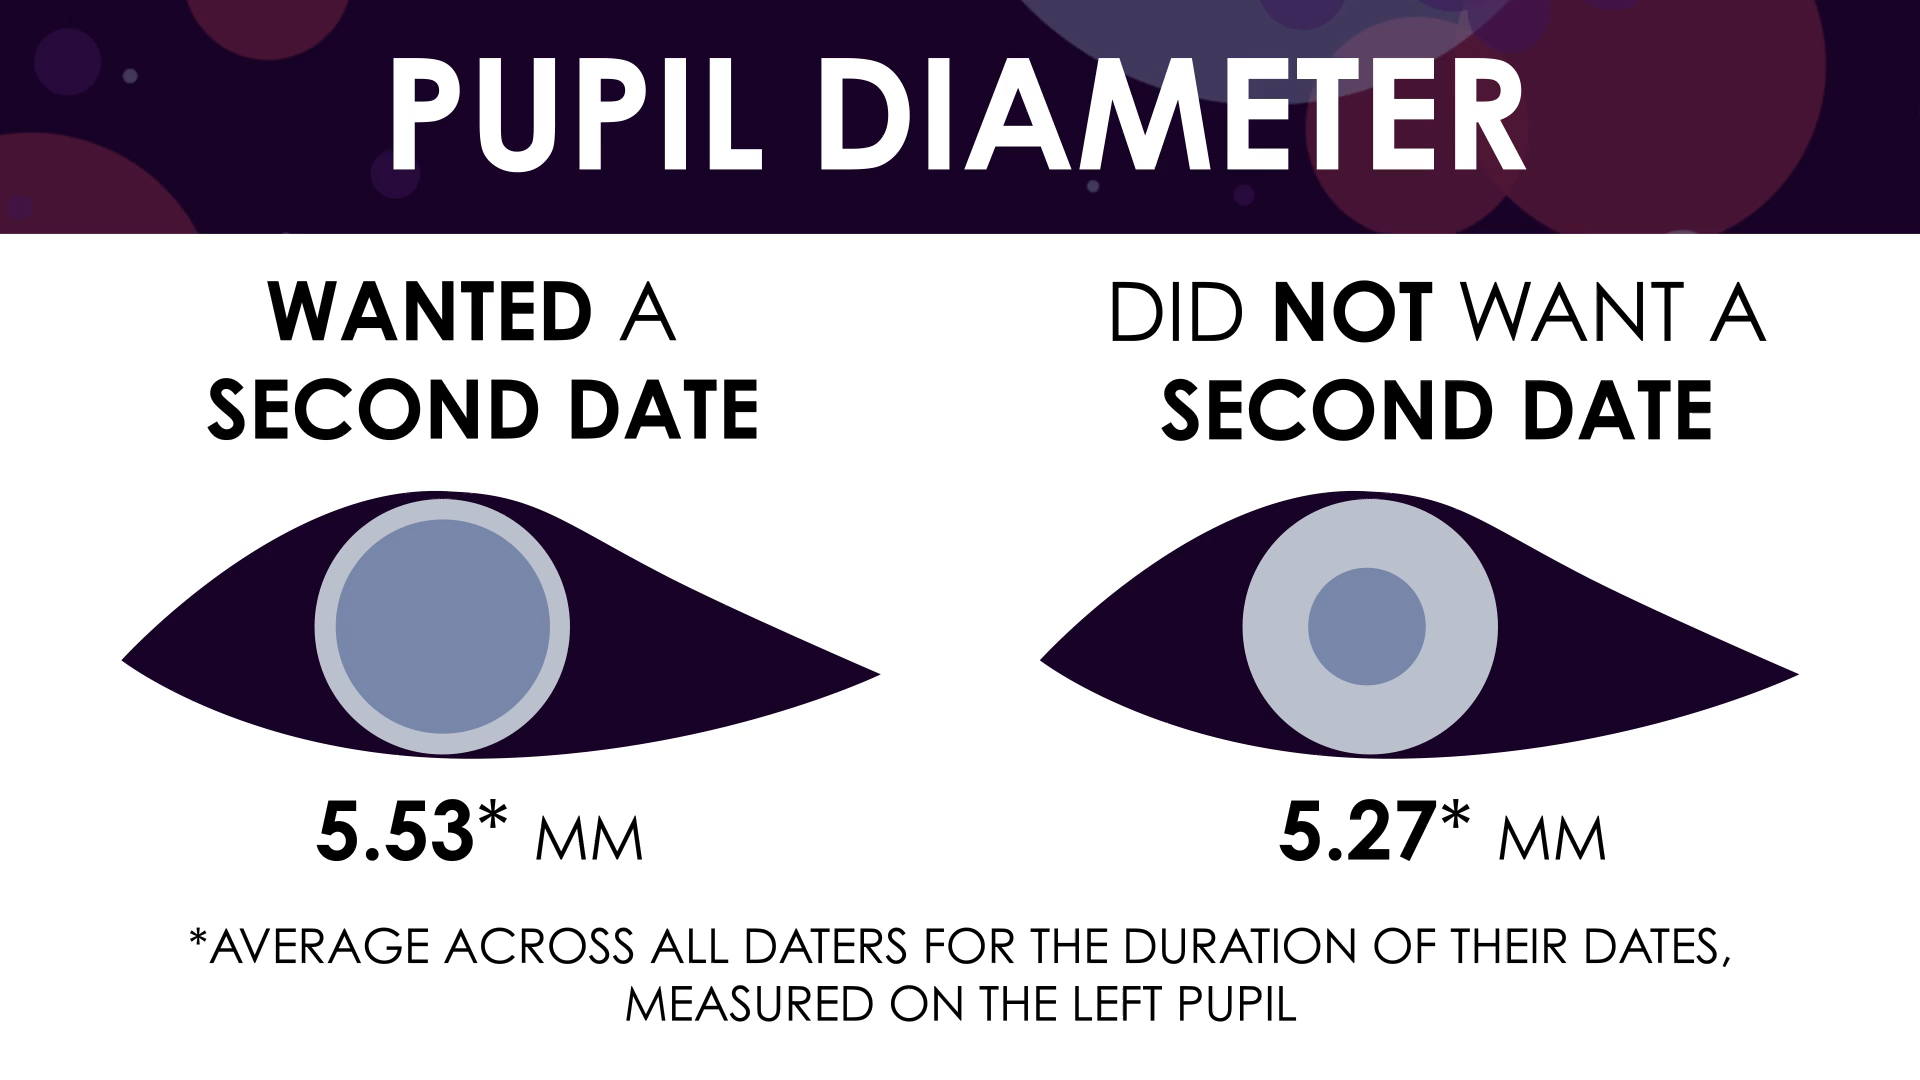 PUPIL DIAMETER
WANTED A
SECOND DATE
5.53* MM
DID NOT WANT A
SECOND DATE
5.27* MM
*AVERAGE ACROSS ALL DATERS FOR THE DURATION OF THEIR DATES,
MEASURED ON THE LEFT PUPIL